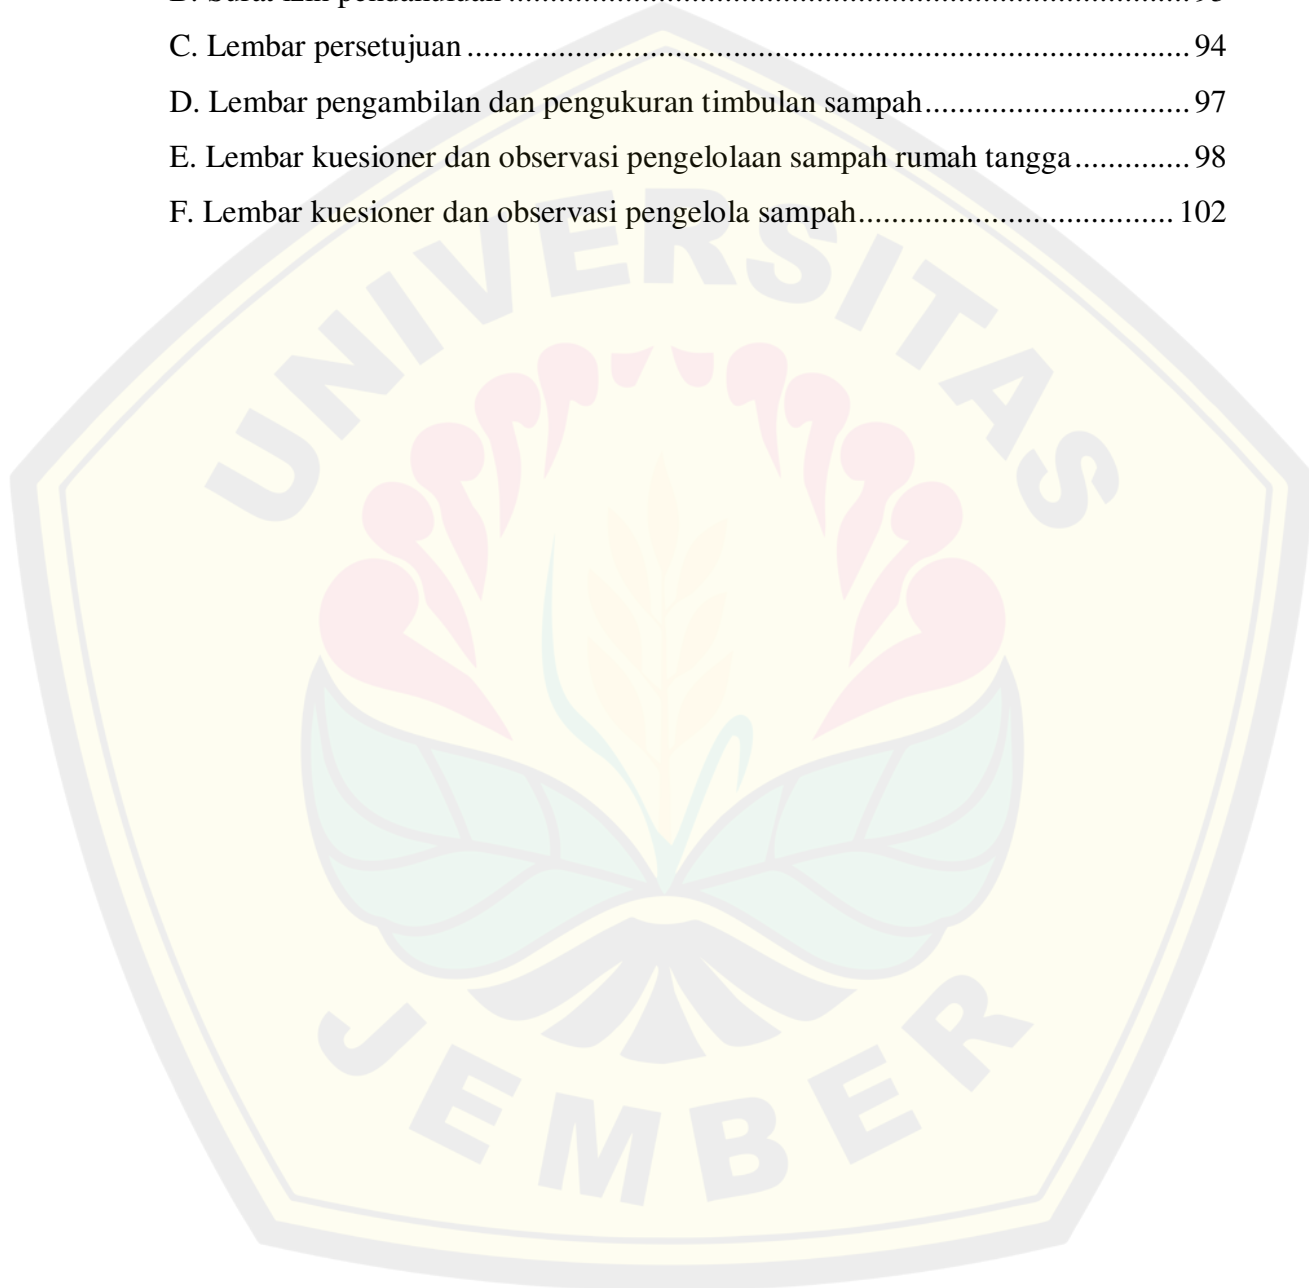 C. Lembar persetujuan ........................................................................................ 94
D. Lembar pengambilan dan pengukuran timbulan sampah ................................ 97
E. Lembar kuesioner dan observasi pengelolaan sampah rumah tangga .............. 98
F. Lembar kuesioner dan observasi pengelola sampah ...................................... 102
UNIVERSITAS
JEMBER